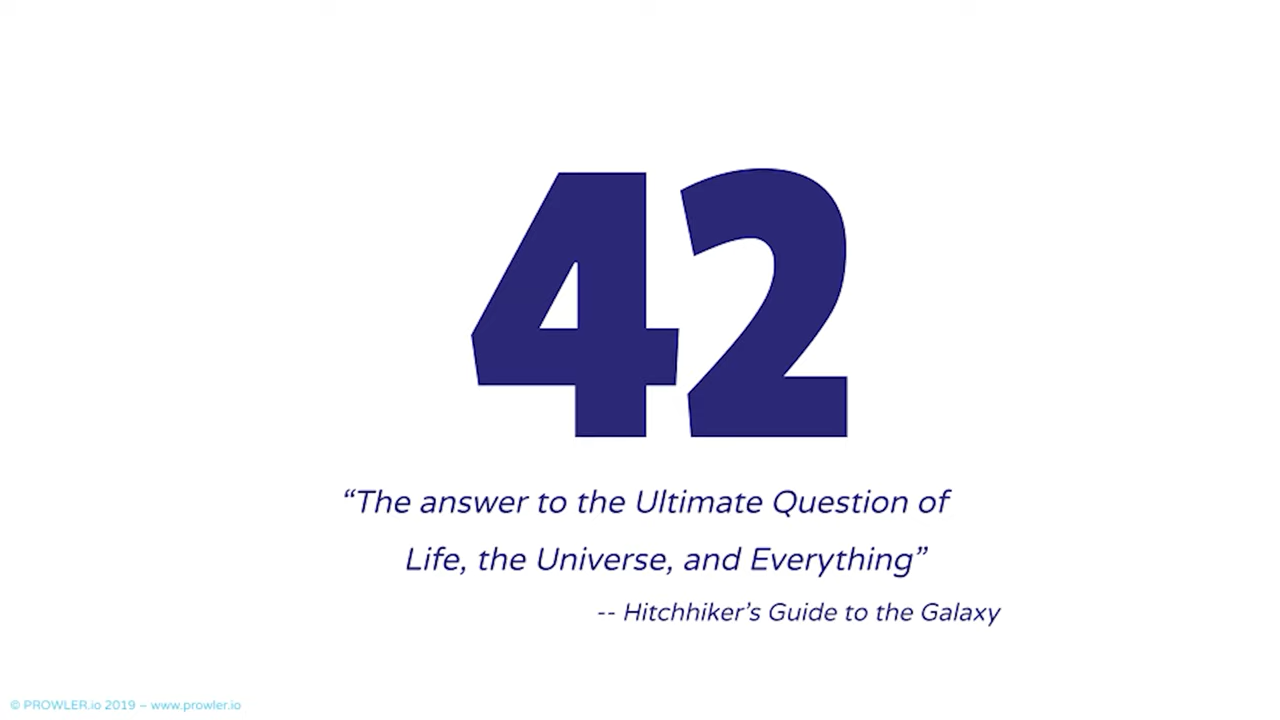 42
“The answer to the Ultimate Question of
Life, the Universe, and Everything”
-- Hitchhiker’s Guide to the Galaxy
© PROWLER.io 2019 – www.prowler.io